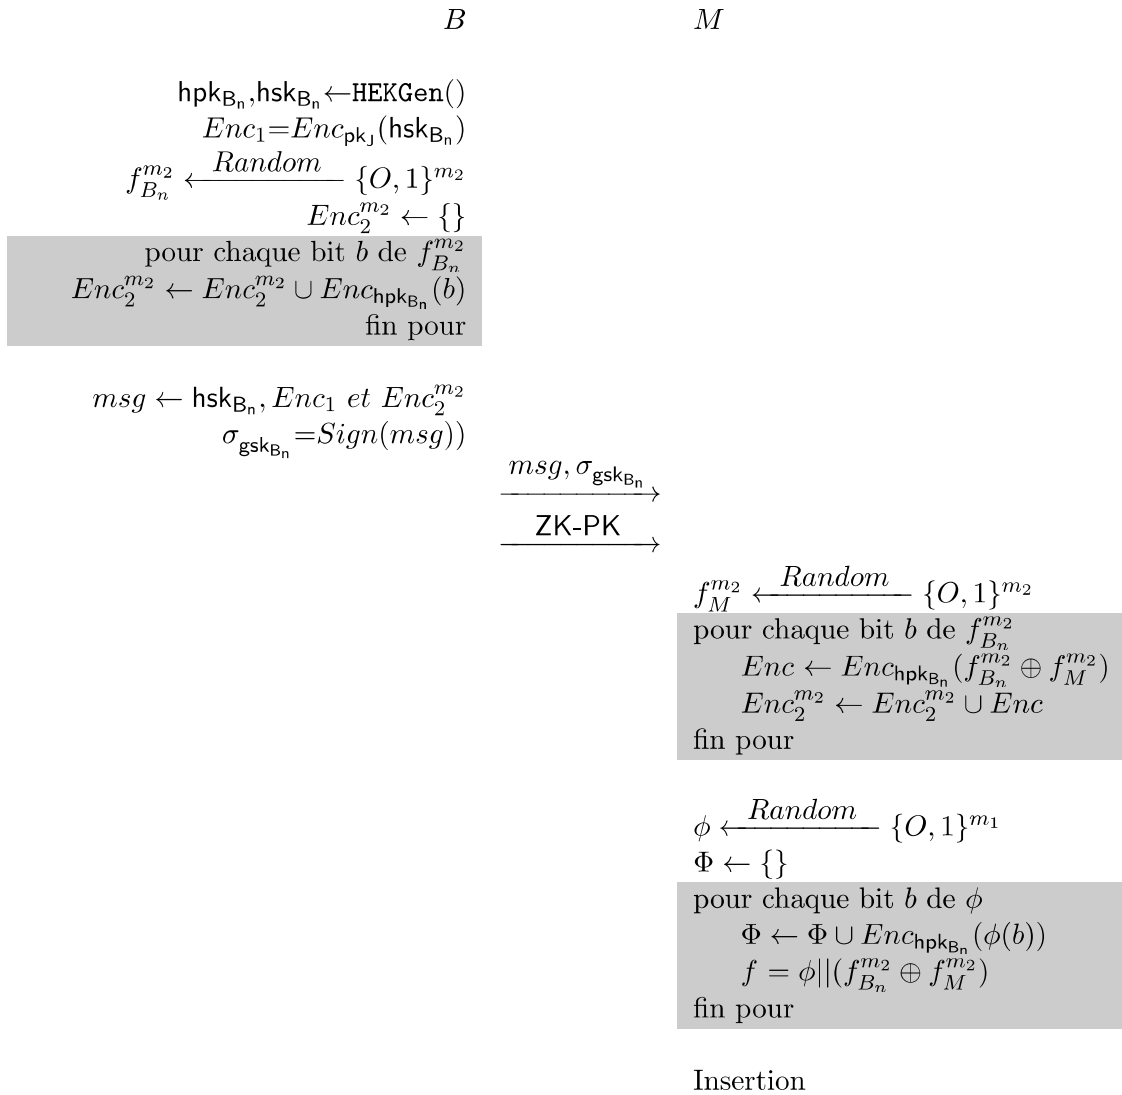 B M
hpk_{B_n},hsk_{B_n}←HEKGen()
Enc_1=Enc_{pk_J}(hsk_{B_n})
f_{B_n}^{m_2} ←Random {O, 1}^{m_2}
Enc_2^{m_2} ← {}
pour chaque bit b de f_{B_n}^{m_2}
Enc_2^{m_2} ← Enc_2^{m_2} ∪ Enc_{hpk_{B_n}}(b)
fin pour
msg ← hsk_{B_n}, Enc_1 et Enc_2^{m_2}
σ_{gsk_{B_n}}=Sign(msg))
msg, σ_{gsk_{B_n}}
ZK-PK
f_M^{m_2} ←Random {O, 1}^{m_2}
pour chaque bit b de f_{B_n}^{m_2}
Enc ← Enc_{hpk_{B_n}}(f_{B_n}^{m_2} ⊕ f_M^{m_2})
Enc_2^{m_2} ← Enc_2^{m_2} ∪ Enc
fin pour
ϕ ←Random {O, 1}^{m_1}
Φ ← {}
pour chaque bit b de ϕ
Φ ← Φ ∪ Enc_{hpk_{B_n}}(ϕ(b))
f = ϕ||(f_{B_n}^{m_2} ⊕ f_M^{m_2})
fin pour
Insertion